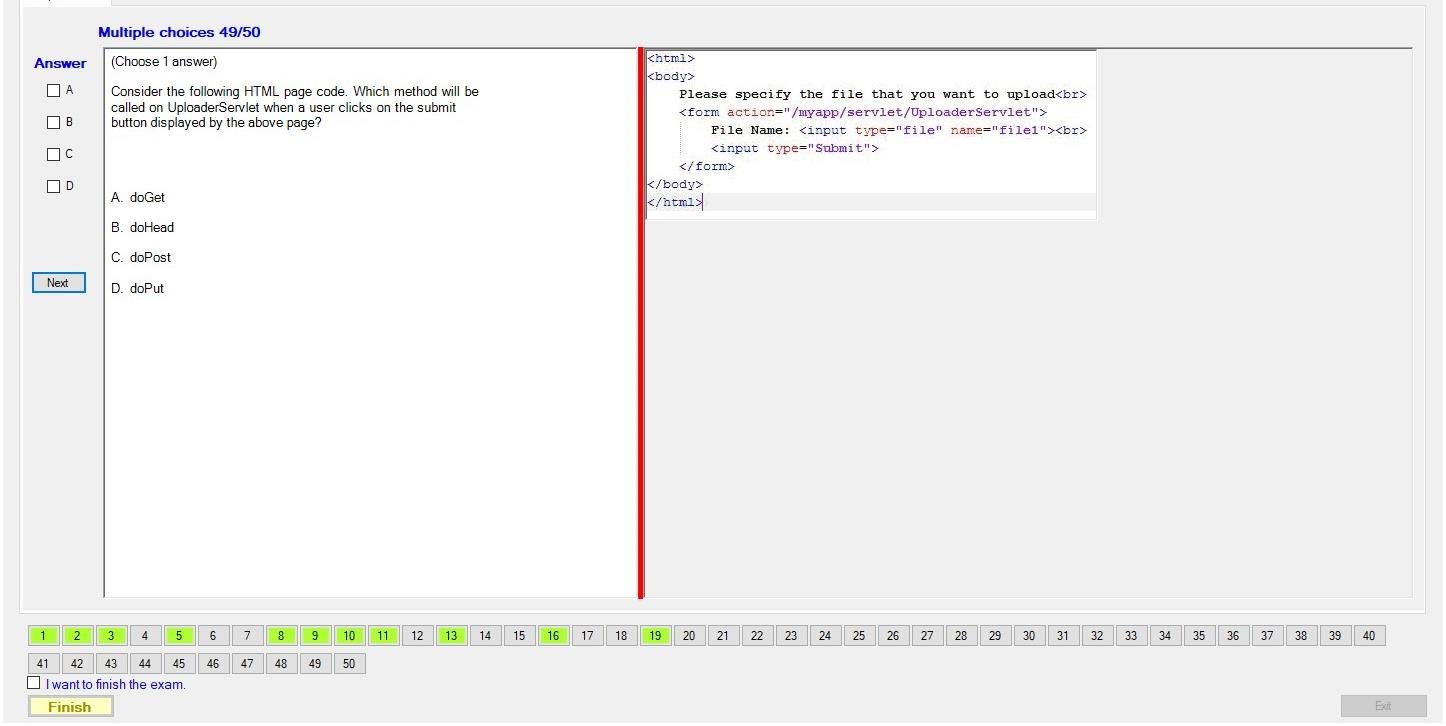 Multiple choices 49/50
Answer
A
B
C
D
Next
(Choose 1 answer)
Consider the following HTML page code. Which method will be
called on UploaderServlet when a user clicks on the submit
button displayed by the above page?
A. doGet
B. doHead
C. doPost
D. doPut
<html>
<body>
Please specify the file that you want to upload<br>
<form action="/myapp/servlet/UploaderServlet">
File Name: <input type="file" name="file1"><br>
<input type="Submit">
</form>
</body>
</html>
1 2 3 4 5 6 7 8 9 10 11 12 13 14 15 16 17 18 19 20 21 22 23 24 25 26 27 28 29 30 31 32 33 34 35 36 37 38 39 40
41 42 43 44 45 46 47 48 49 50
I want to finish the exam.
Finish
Exit